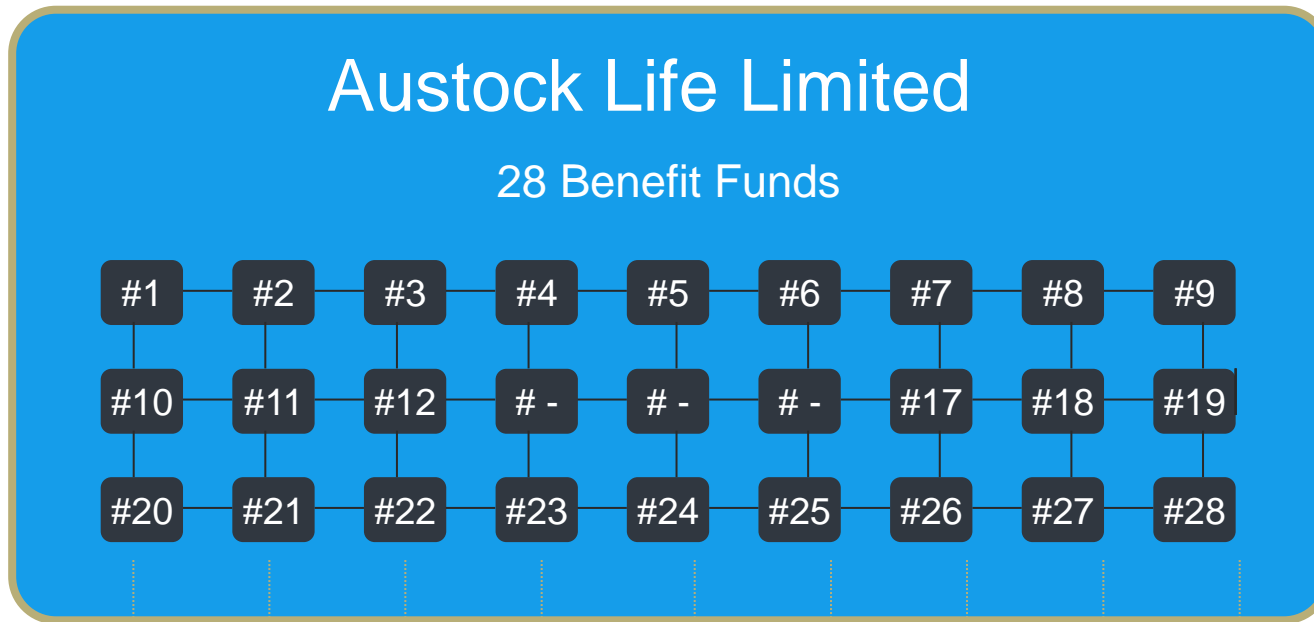 Austock Life Limited
28 Benefit Funds
#1 #2 #3 #4 #5 #6 #7 #8 #9
#10 #11 #12 # - # - # - #17 #18 #19
#20 #21 #22 #23 #24 #25 #26 #27 #28